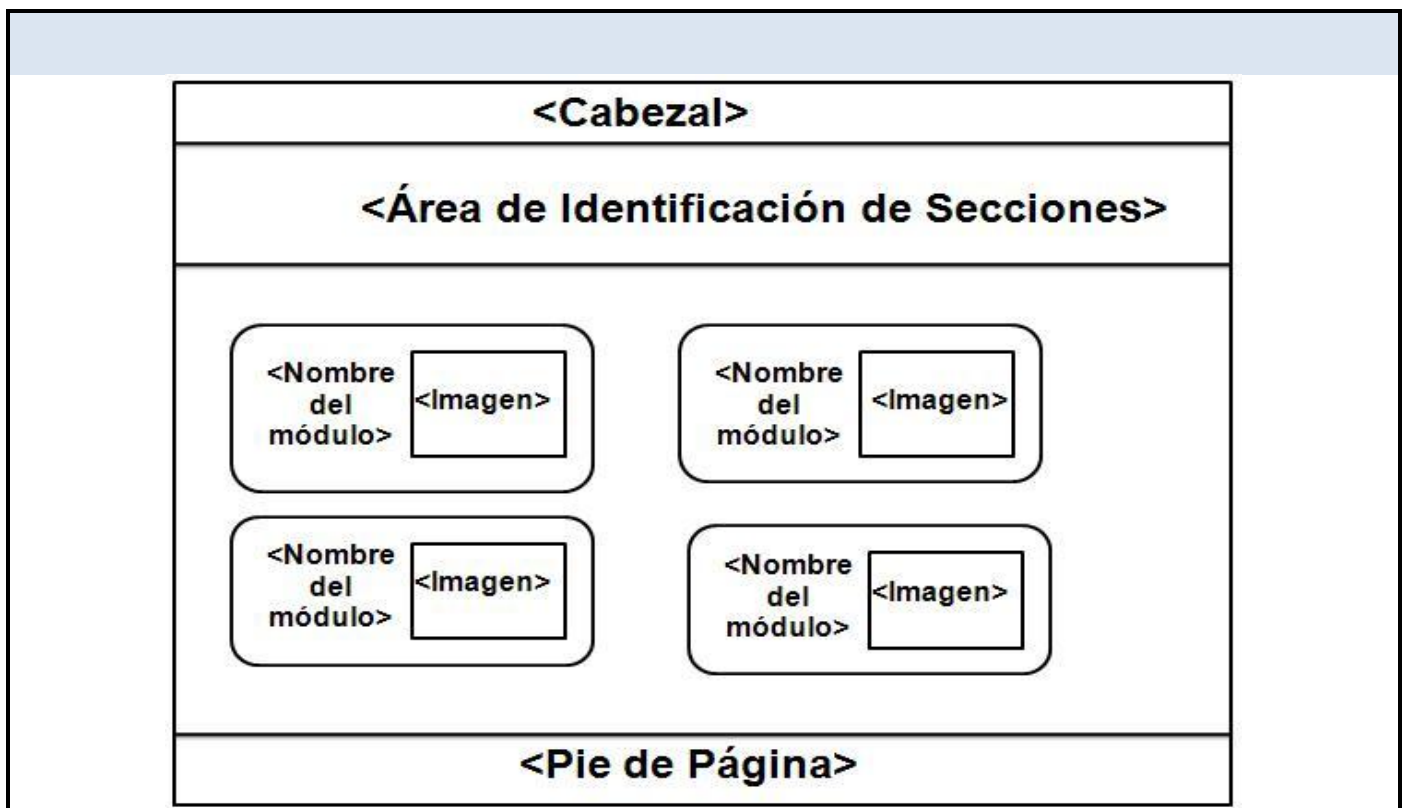 <Cabezal>
<Área de Identificación de Secciones>
<Nombre
del
módulo>
<Imagen>
<Nombre
del
módulo>
<Imagen>
<Nombre
del
módulo>
<Imagen>
<Nombre
del
módulo>
<Imagen>
<Pie de Página>